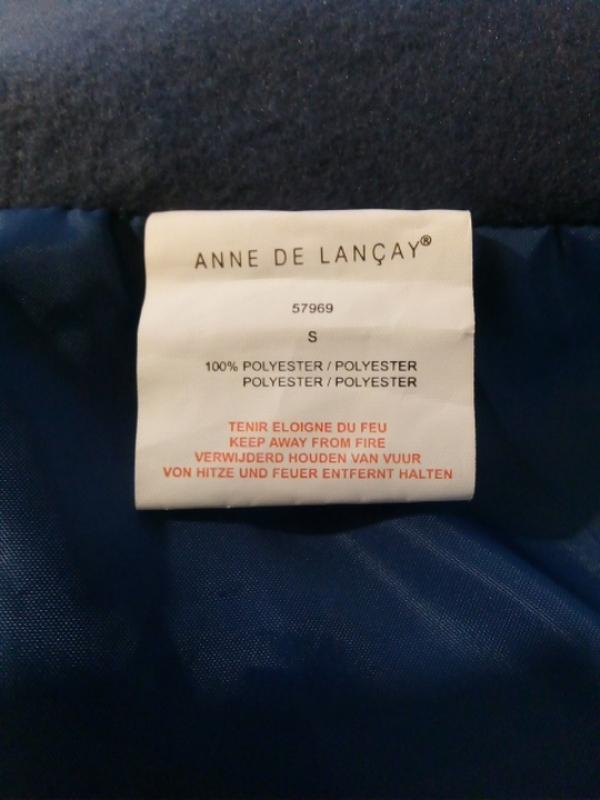 ANNE DE LANÇAY®
57969
S
100% POLYESTER / POLYESTER
POLYESTER / POLYESTER
TENIR ELOIGNE DU FEU
KEEP AWAY FROM FIRE
VERWIJDERD HOUDEN VAN VUUR
VON HITZE UND FEUER ENTFERNT HALTEN